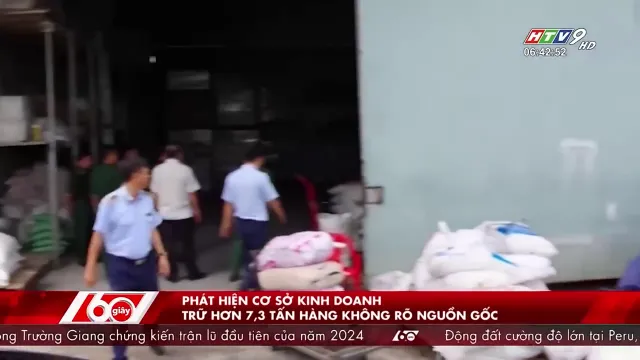 HTV9 HD
06:42:52
PHÁT HIỆN CƠ SỞ KINH DOANH
TRỮ HƠN 7,3 TẤN HÀNG KHÔNG RÕ NGUỒN GỐC
60 giây
ng Trường Giang chứng kiến trận lũ đầu tiên của năm 2024 60 Động đất cường độ lớn tại Peru,